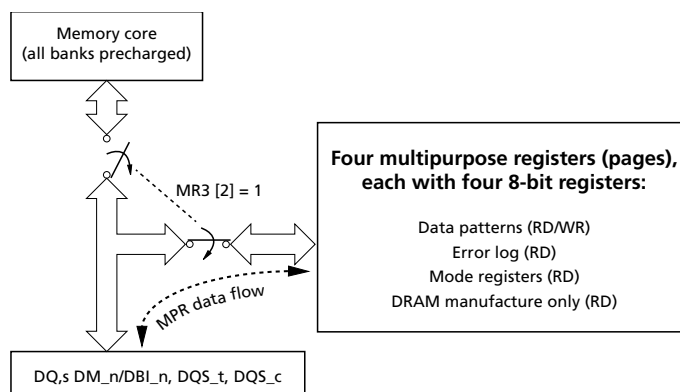 Memory core
(all banks precharged)
MR3 [2] = 1
Four multipurpose registers (pages),
each with four 8-bit registers:
Data patterns (RD/WR)
Error log (RD)
Mode registers (RD)
DRAM manufacture only (RD)
MPR data flow
DQ,s DM_n/DBI_n, DQS_t, DQS_c